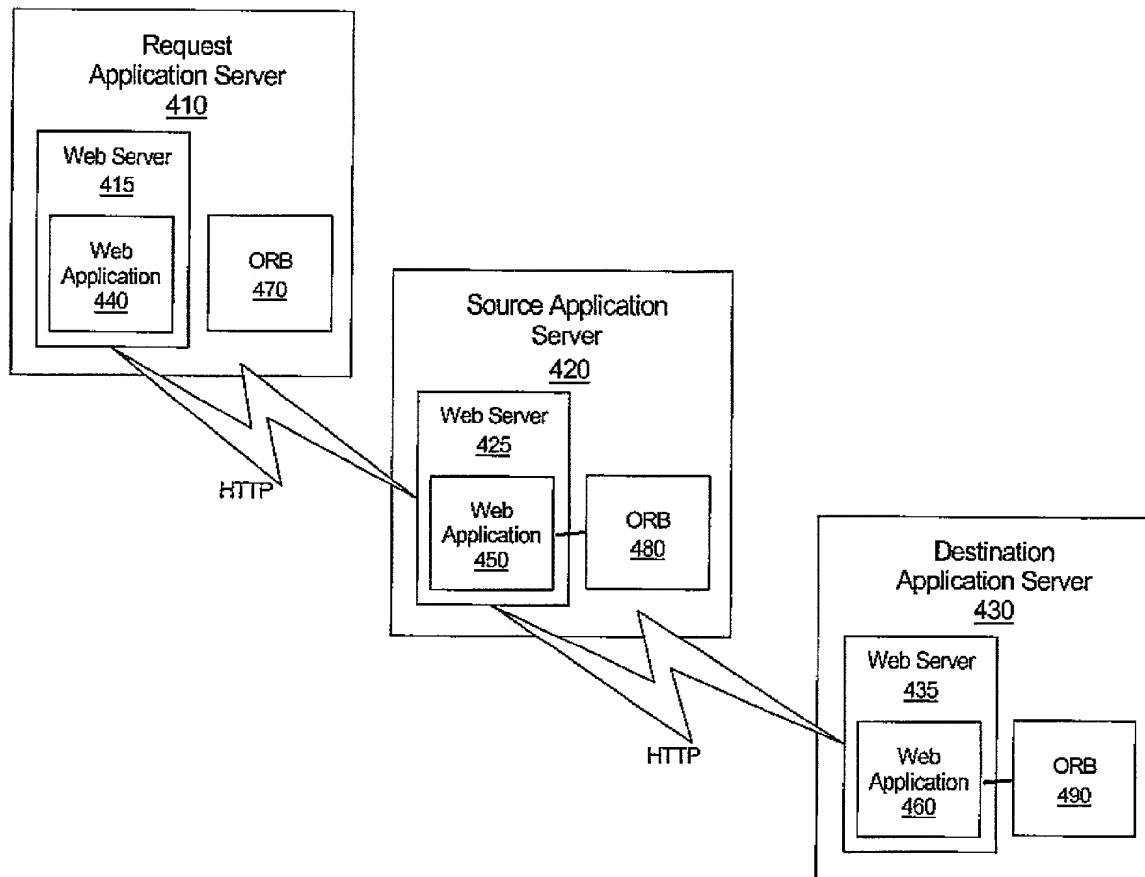 Request
Application Server
410
Web Server
415
Web
Application
440
ORB
470
HTTP
Source Application
Server
420
Web Server
425
Web
Application
450
ORB
480
HTTP
Destination
Application Server
430
Web Server
435
Web
Application
460
ORB
490